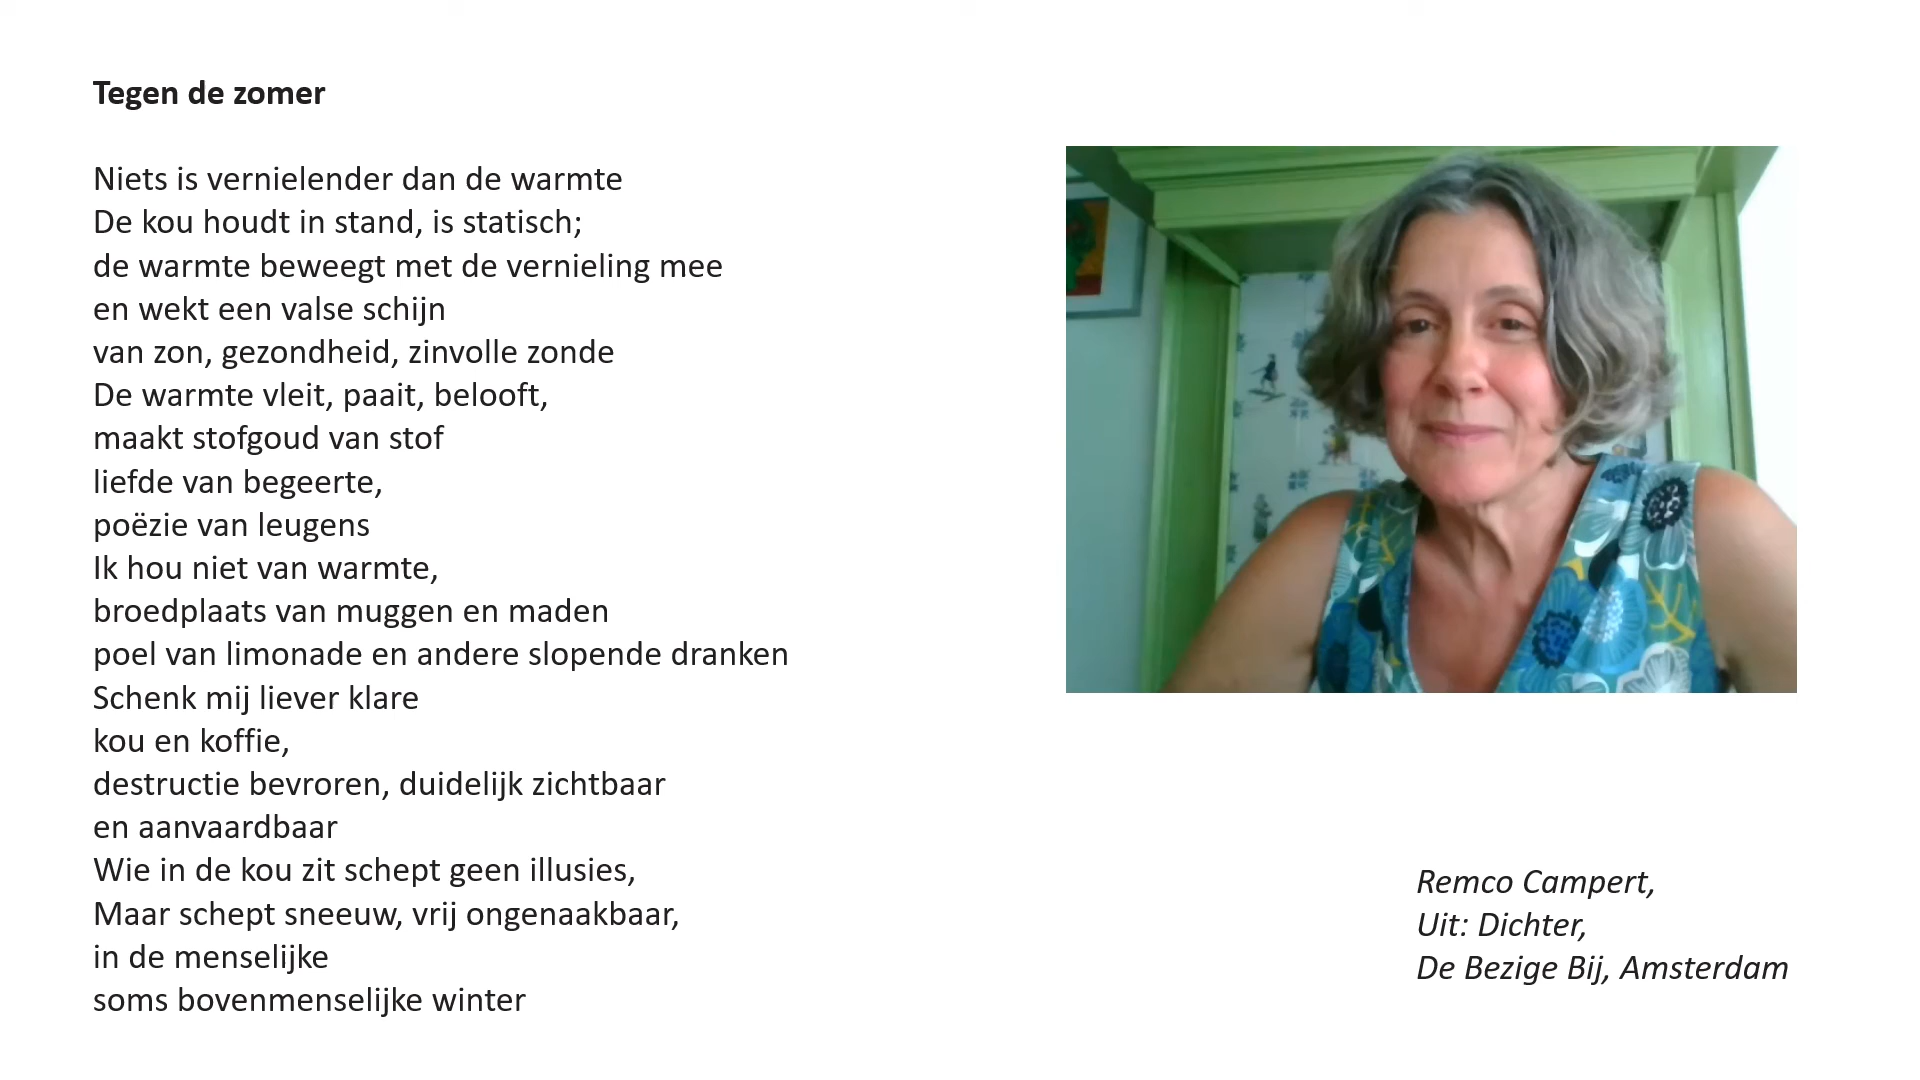 Tegen de zomer
Niets is vernielender dan de warmte
De kou houdt in stand, is statisch;
de warmte beweegt met de vernieling mee
en wekt een valse schijn
van zon, gezondheid, zinvolle zonde
De warmte vleit, paait, belooft,
maakt stofgoud van stof
liefde van begeerte,
poëzie van leugens
Ik hou niet van warmte,
broedplaats van muggen en maden
poel van limonade en andere slopende dranken
Schenk mij liever klare
kou en koffie,
destructie bevroren, duidelijk zichtbaar
en aanvaardbaar
Wie in de kou zit schept geen illusies,
Maar schept sneeuw, vrij ongenaakbaar,
in de menselijke
soms bovenmenselijke winter
Remco Campert,
Uit: Dichter,
De Bezige Bij, Amsterdam